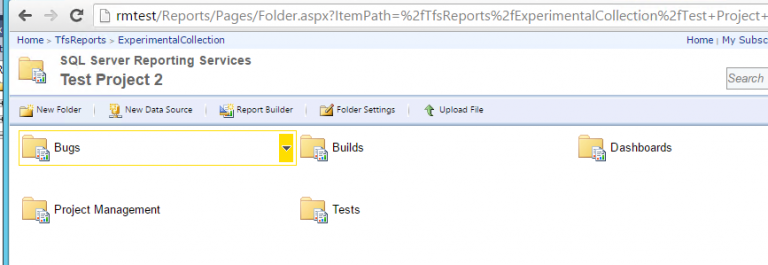 rmtest/Reports/Pages/Folder.aspx?ItemPath=%2fTfsReports%2fExperimentalCollection%2fTest+Project+
Home > TfsReports > ExperimentalCollection
Home | My Subsc
SQL Server Reporting Services
Test Project 2
Search
New Folder | New Data Source | Report Builder | Folder Settings | Upload File
Bugs Builds Dashboards
Project Management Tests